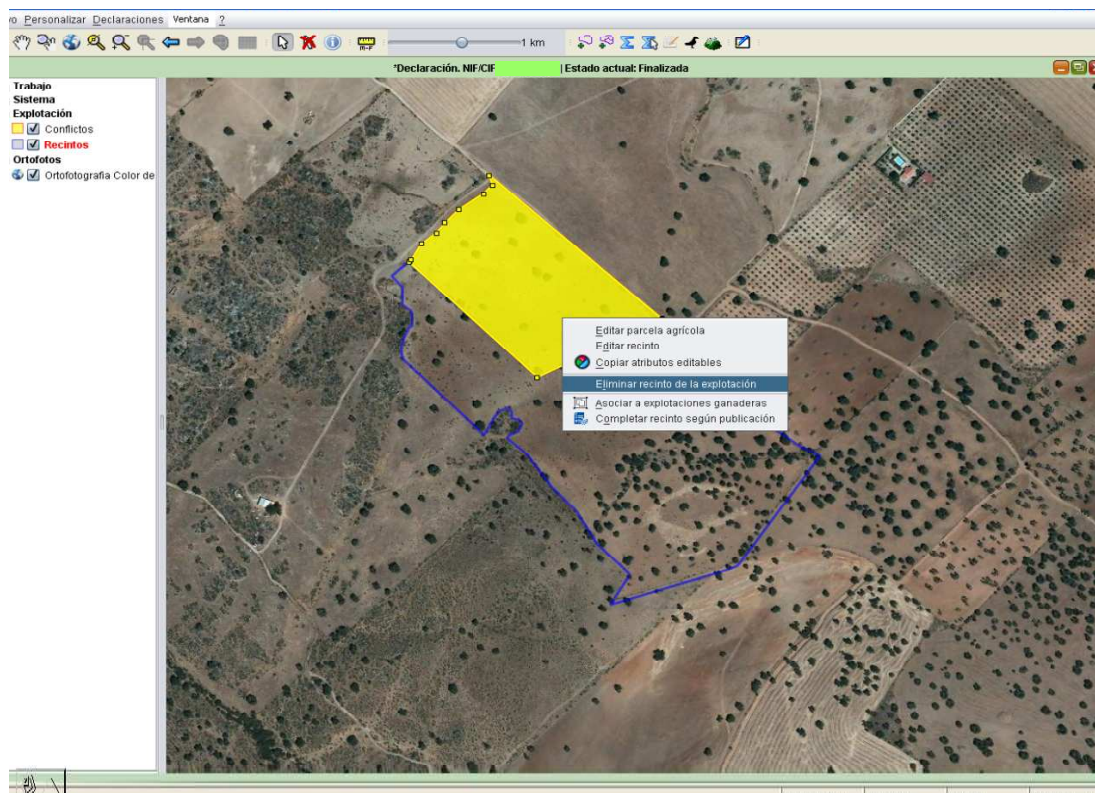 Personalizar Declaraciones Ventana ?
m-F
1 km
*Declaración. NIF/CIF | Estado actual: Finalizada
Trabajo
Sistema
Explotación
Conflictos
Recintos
Ortofotos
Ortofotografia Color de
Editar parcela agrícola
Editar recinto
Copiar atributos editables
Eliminar recinto de la explotación
Asociar a explotaciones ganaderas
Completar recinto según publicación